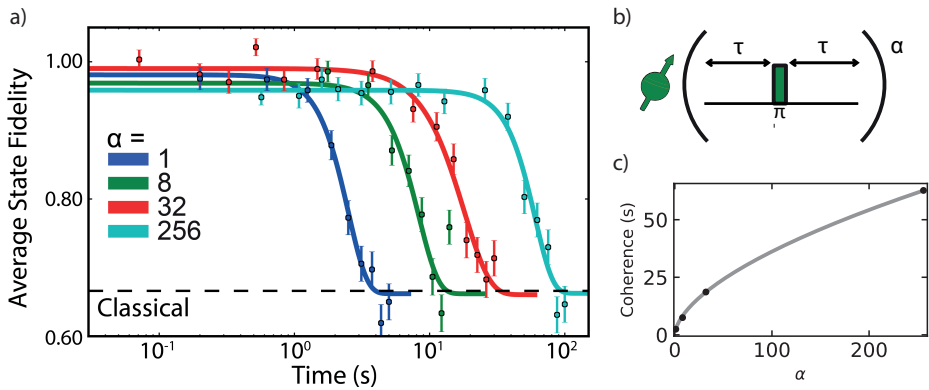 a)
Average State Fidelity
1.00
0.80
0.60
α =
1
8
32
256
Classical
10⁻¹
10⁰
10¹
10²
Time (s)
b)
τ
τ
α
π
c)
Coherence (s)
50
25
0
0
100
200
α